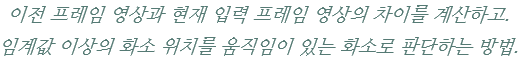 이전 프레임 영상과 현재 입력 프레임 영상의 차이를 계산하고.
임계값 이상의 화소 위치를 움직임이 있는 화소로 판단하는 방법.